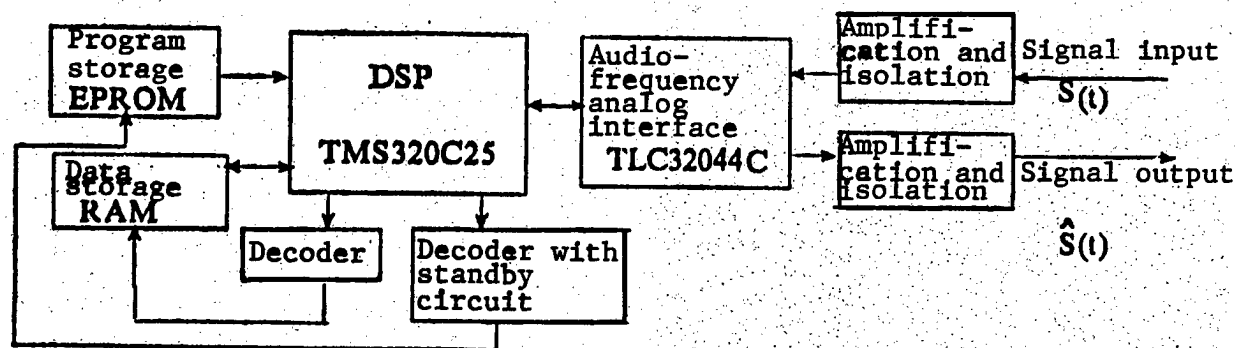 Program
storage
EPROM
DSP
TMS320C25
Audio-
frequency
analog
interface
TLC32044C
Amplifi-
cation and
isolation
Signal input
S(t)
Data
storage
RAM
Amplifi-
cation and
isolation
Signal output
Ŝ(t)
Decoder
Decoder with
standby
circuit